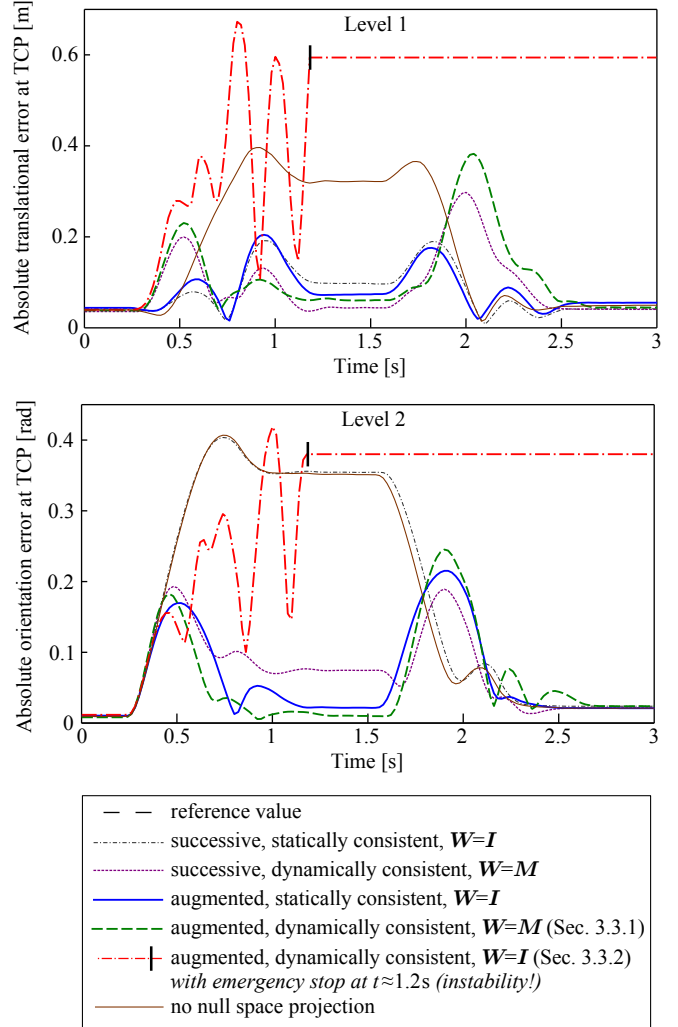 Level 1
Absolute translational error at TCP [m]
0.6
0.4
0.2
0
0 0.5 1 1.5 2 2.5 3
Time [s]
Level 2
Absolute orientation error at TCP [rad]
0.4
0.3
0.2
0.1
0
0 0.5 1 1.5 2 2.5 3
Time [s]
reference value
successive, statically consistent, W=I
successive, dynamically consistent, W=M
augmented, statically consistent, W=I
augmented, dynamically consistent, W=M (Sec. 3.3.1)
augmented, dynamically consistent, W=I (Sec. 3.3.2)
with emergency stop at t≈1.2s (instability!)
no null space projection